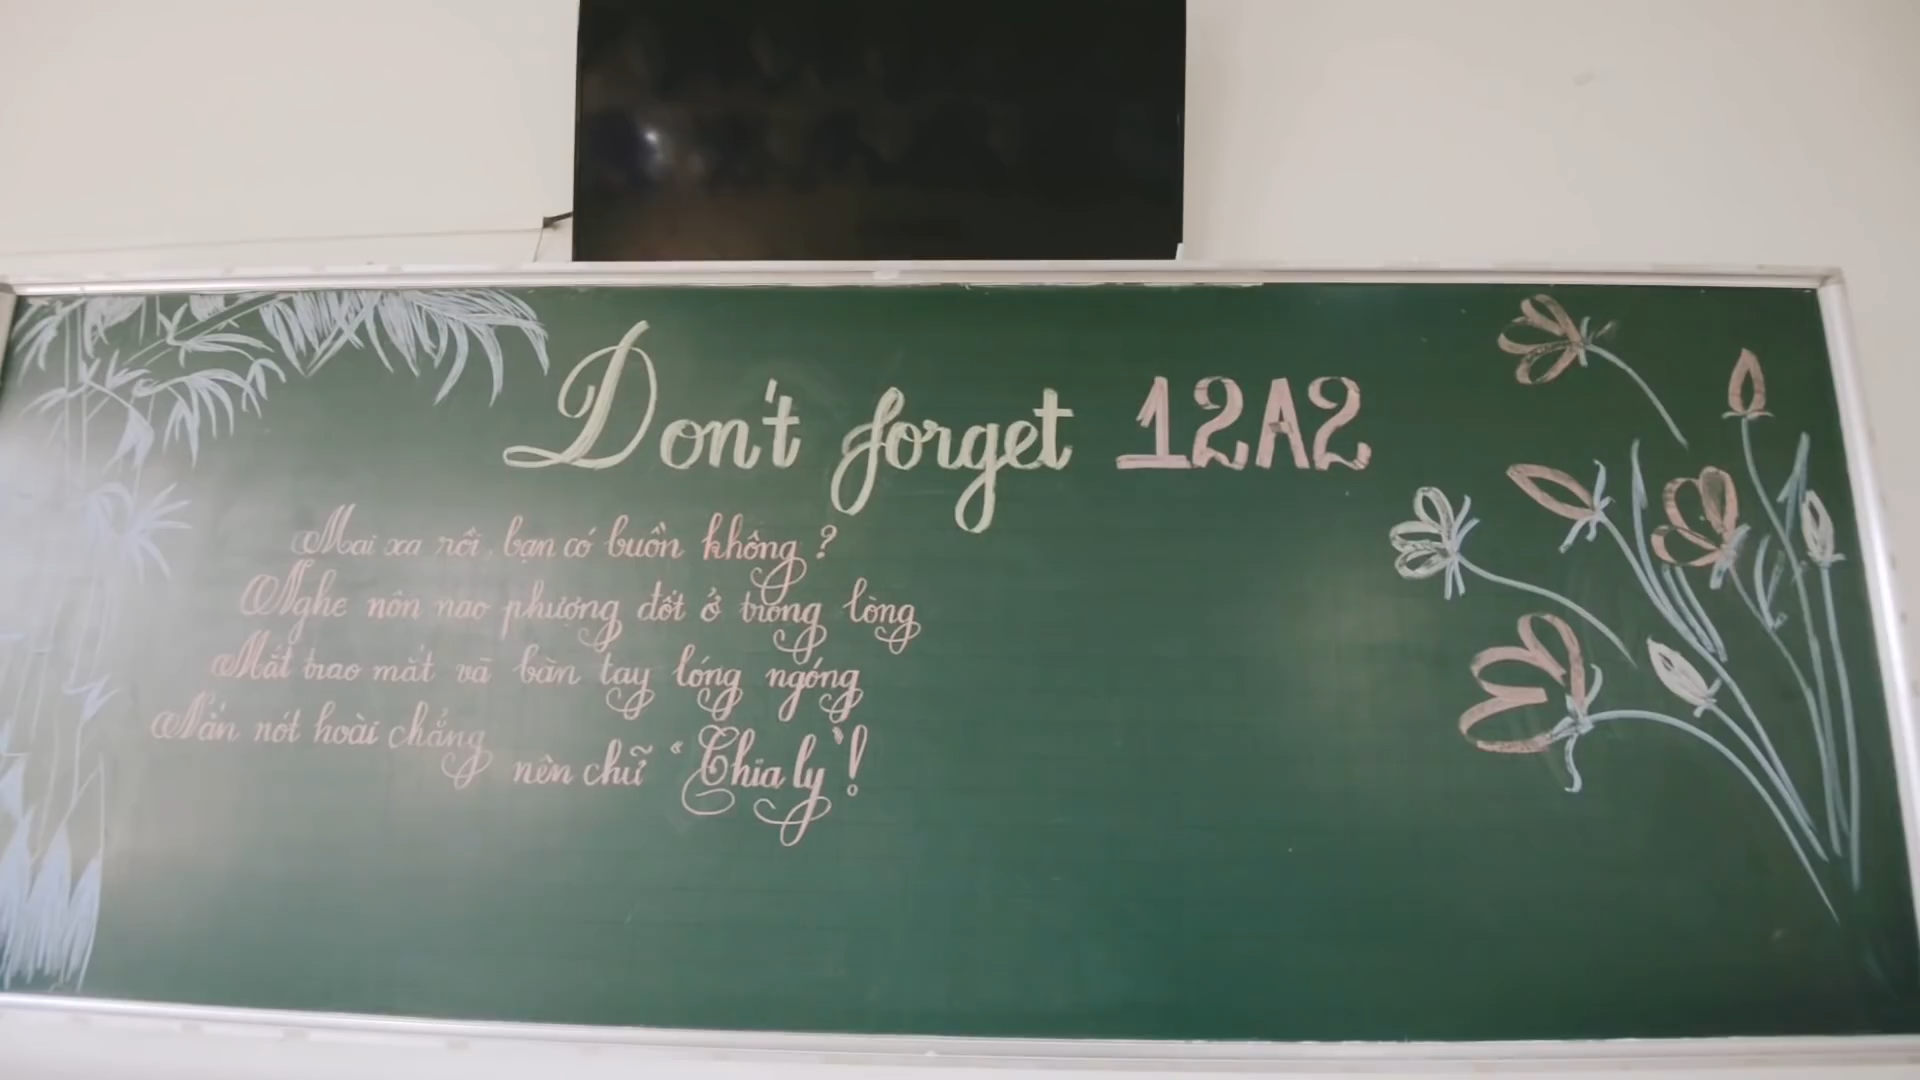 Don't forget 12A2
Mai xa rồi, bạn có buồn không ?
Nghe nôn nao phượng đốt ở trong lòng
Mắt trao mắt và bàn tay lóng ngóng
Nắn nót hoài chẳng
nên chữ “Chia ly”!